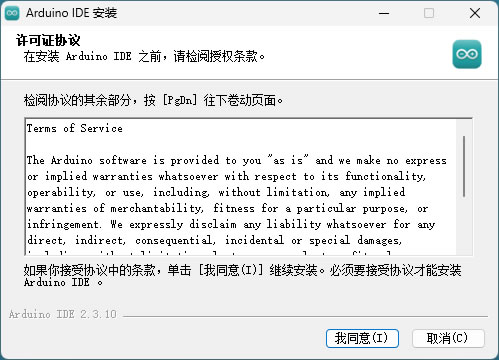 Arduino IDE 安装
许可证协议
在安装 Arduino IDE 之前，请检阅授权条款。
检阅协议的其余部分，按 [PgDn] 往下卷动页面。
Terms of Service
The Arduino software is provided to you "as is" and we make no express
or implied warranties whatsoever with respect to its functionality,
operability, or use, including, without limitation, any implied
warranties of merchantability, fitness for a particular purpose, or
infringement. We expressly disclaim any liability whatsoever for any
direct, indirect, consequential, incidental or special damages,
如果你接受协议中的条款，单击 [我同意(I)] 继续安装。必须要接受协议才能安装
Arduino IDE 。
Arduino IDE 2.3.10
我同意(I)
取消(C)